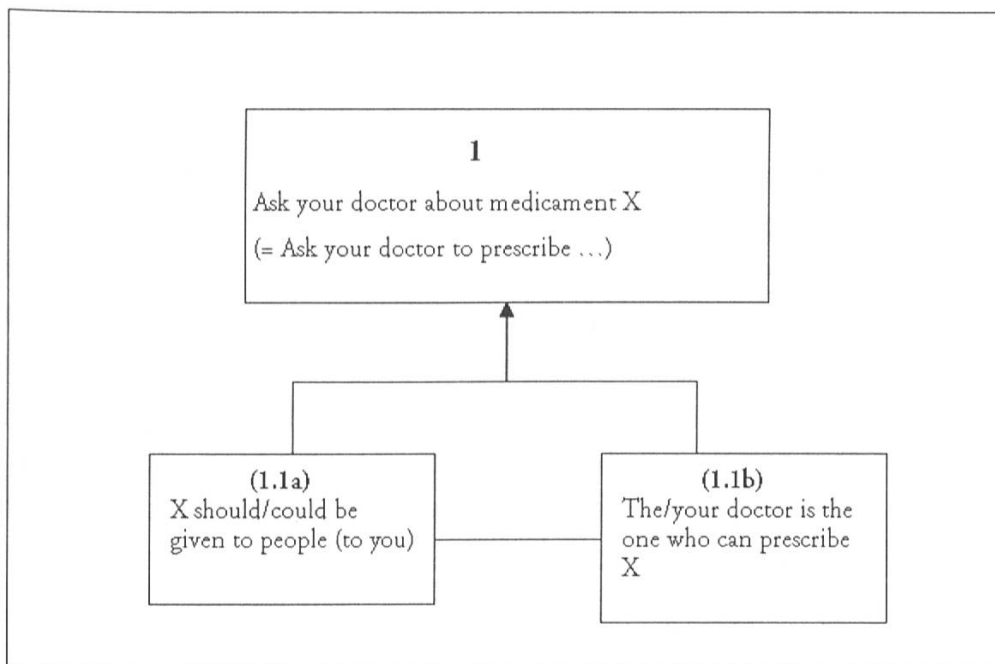 1
Ask your doctor about medicament X
(= Ask your doctor to prescribe ...)
(1.1a)
X should/could be
given to people (to you)
(1.1b)
The/your doctor is the
one who can prescribe
X